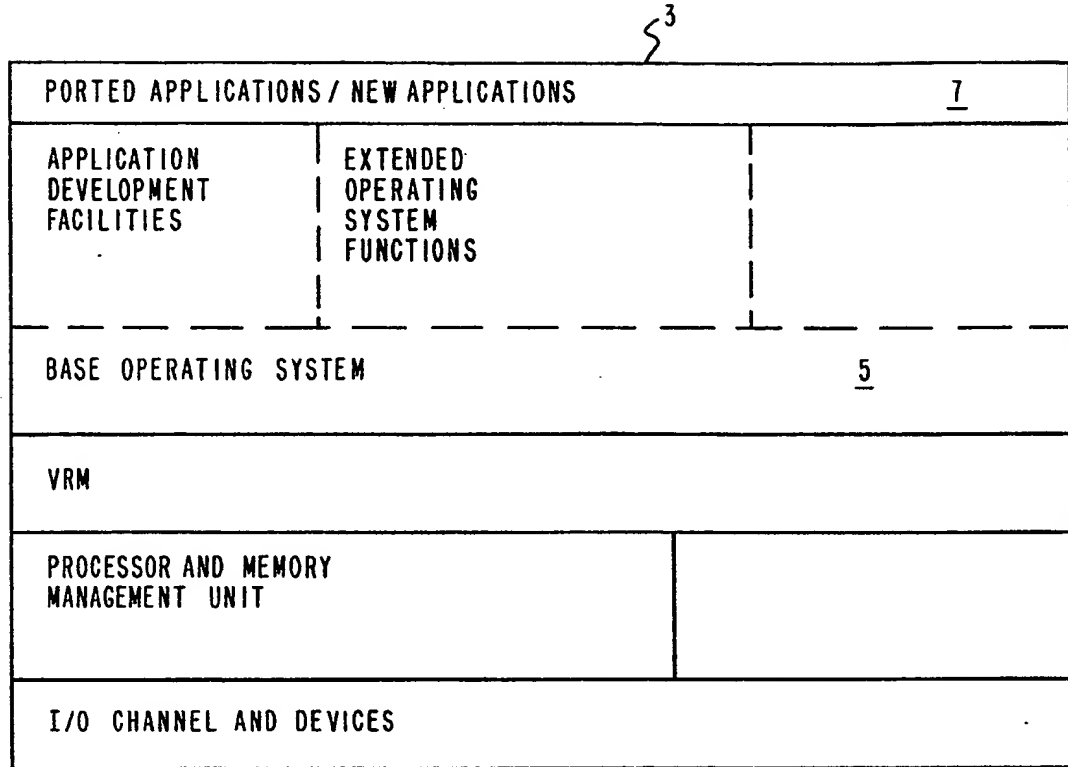 3
PORTED APPLICATIONS / NEW APPLICATIONS 7
APPLICATION
DEVELOPMENT
FACILITIES
EXTENDED
OPERATING
SYSTEM
FUNCTIONS
BASE OPERATING SYSTEM 5
VRM
PROCESSOR AND MEMORY
MANAGEMENT UNIT
I/O CHANNEL AND DEVICES